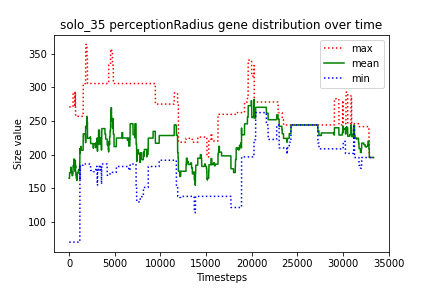 solo_35 perceptionRadius gene distribution over time
max
mean
min
Size value
350
300
250
200
150
100
0
5000
10000
15000
20000
25000
30000
35000
Timesteps